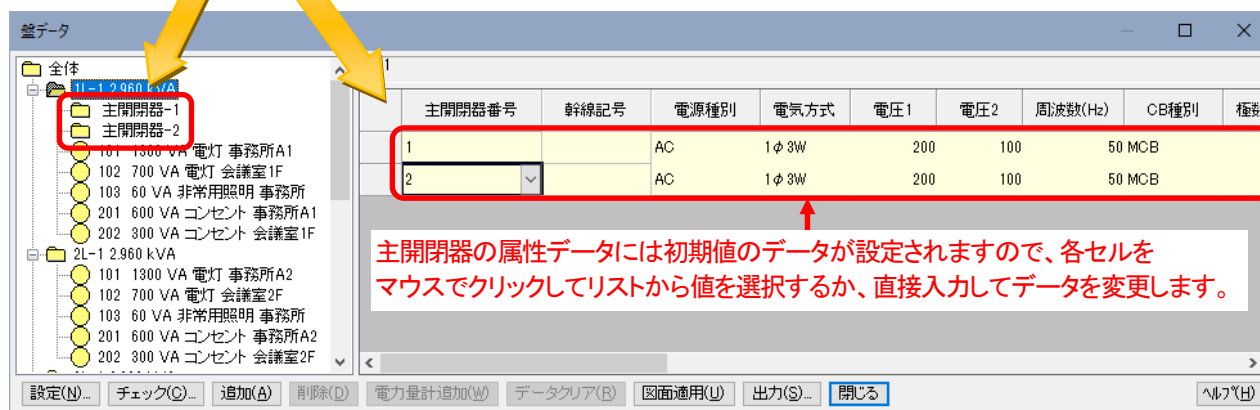 盤データ
全体
1
1L-1 2.960 kVA
主開閉器-1
主開閉器-2
101 1300 VA 電灯 事務所A1
102 700 VA 電灯 会議室1F
103 60 VA 非常用照明 事務所
201 600 VA コンセント 事務所A1
202 300 VA コンセント 会議室1F
2L-1 2.960 kVA
101 1300 VA 電灯 事務所A2
102 700 VA 電灯 会議室2F
103 60 VA 非常用照明 事務所
201 600 VA コンセント 事務所A2
202 300 VA コンセント 会議室2F
主開閉器番号 幹線記号 電源種別 電気方式 電圧1 電圧2 周波数(Hz) CB種別 極数
1 AC 1φ3W 200 100 50 MCB
2 AC 1φ3W 200 100 50 MCB
主開閉器の属性データには初期値のデータが設定されますので、各セルを
マウスでクリックしてリストから値を選択するか、直接入力してデータを変更します。
設定(N)... チェック(C)... 追加(A) 削除(D) 電力量計追加(W) データクリア(R) 図面適用(U) 出力(S)... 閉じる ヘルプ(H)